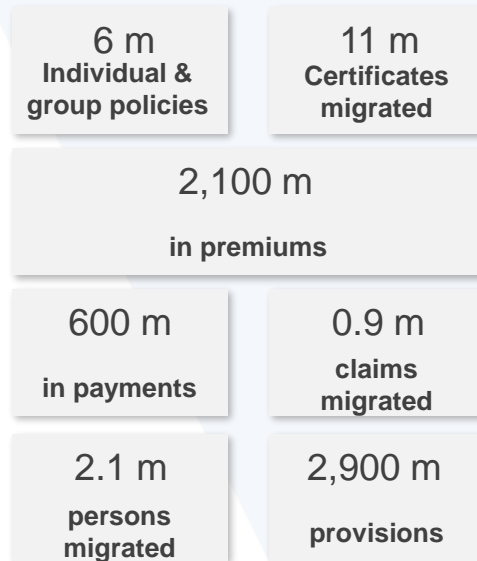 6 m
Individual &
group policies
11 m
Certificates
migrated
2,100 m
in premiums
600 m
in payments
0.9 m
claims
migrated
2.1 m
persons
migrated
2,900 m
provisions